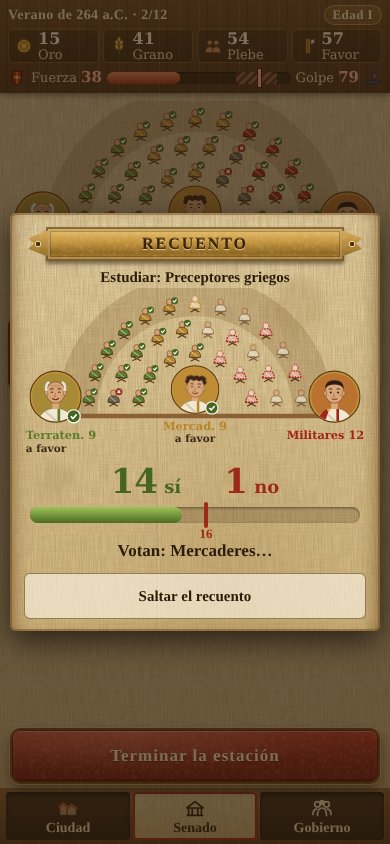 Verano de 264 a.C. · 2/12
Edad I
15
Oro
41
Grano
54
Plebe
57
Favor
Fuerza 38
Golpe 79
RECUENTO
Estudiar: Preceptores griegos
Terraten. 9
a favor
Mercad. 9
a favor
Militares 12
14 sí
1 no
16
Votan: Mercaderes…
Saltar el recuento
Terminar la estación
Ciudad
Senado
Gobierno